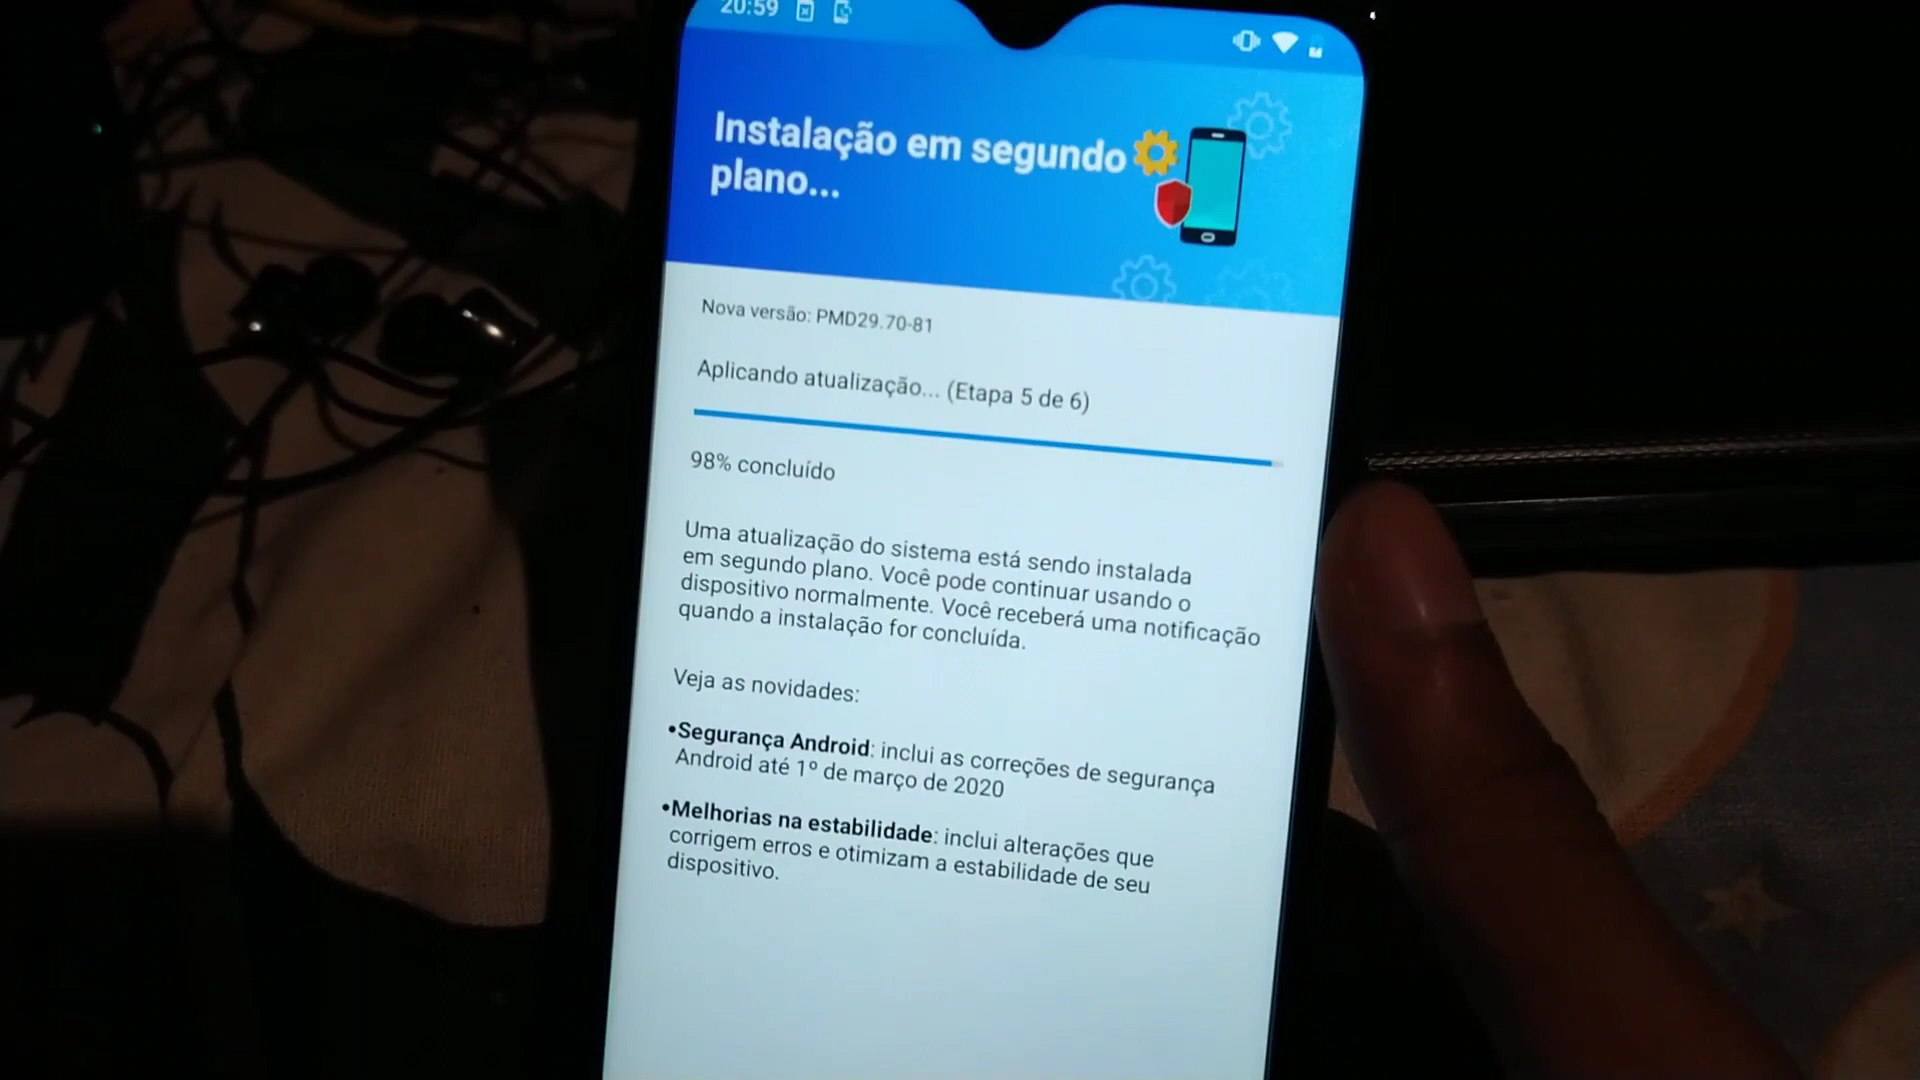 20:59
Instalação em segundo
plano...
Nova versão: PMD29.70-81
Aplicando atualização... (Etapa 5 de 6)
98% concluído
Uma atualização do sistema está sendo instalada
em segundo plano. Você pode continuar usando o
dispositivo normalmente. Você receberá uma notificação
quando a instalação for concluída.
Veja as novidades:
•Segurança Android: inclui as correções de segurança
Android até 1º de março de 2020
•Melhorias na estabilidade: inclui alterações que
corrigem erros e otimizam a estabilidade de seu
dispositivo.